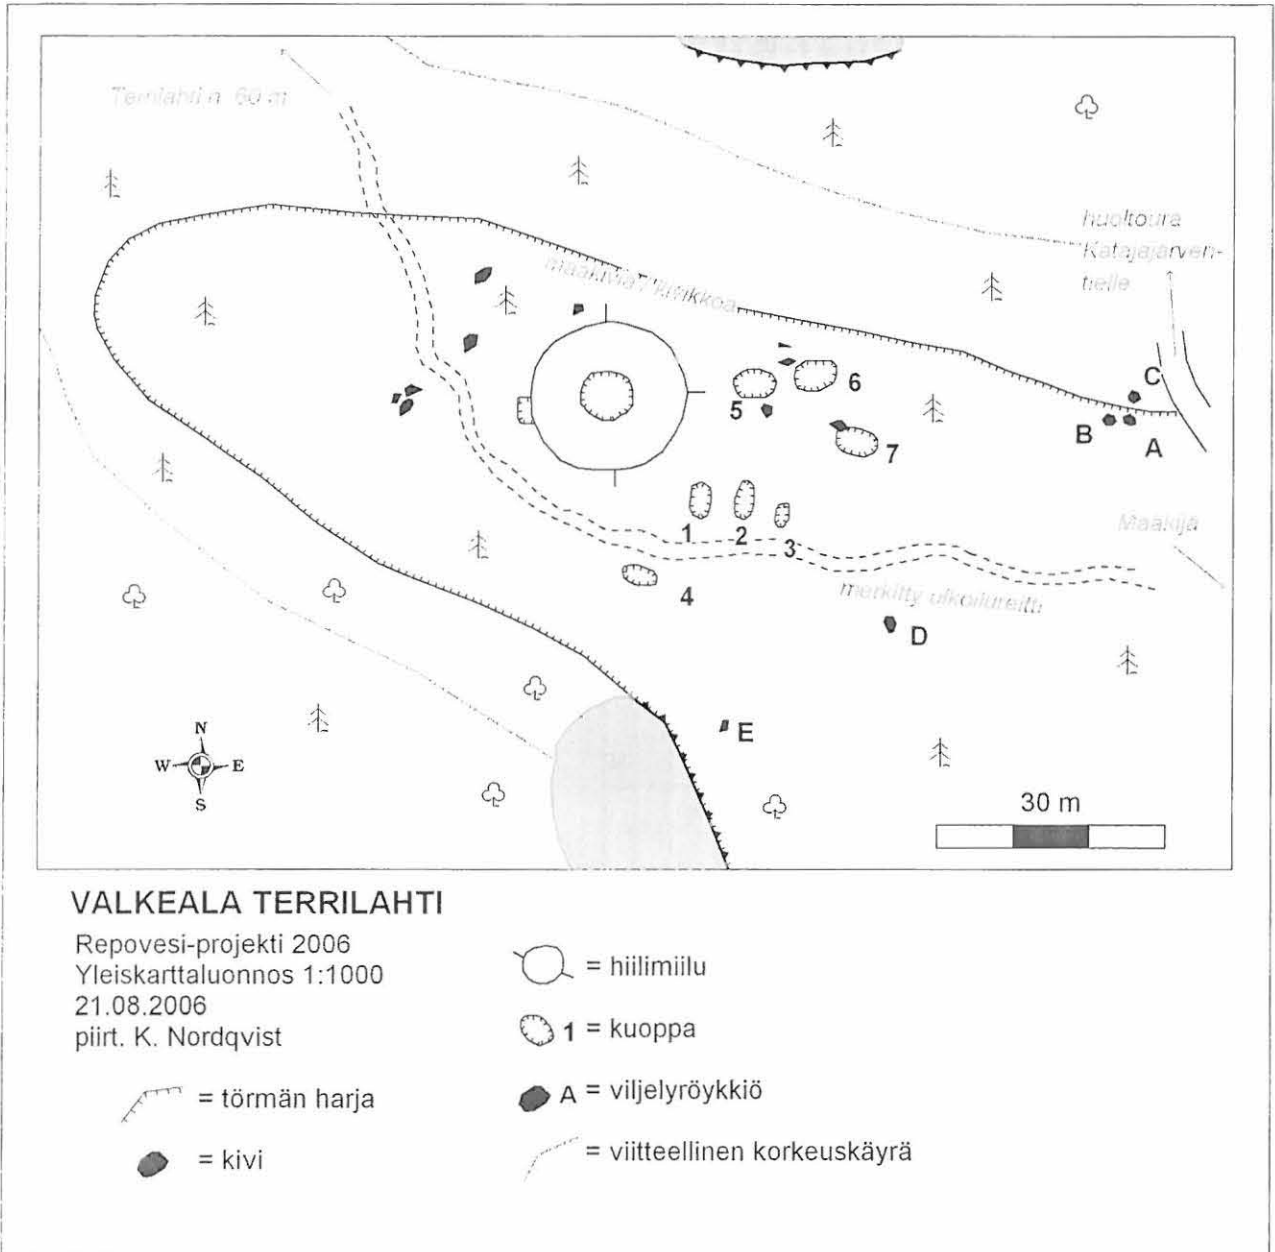 Terrilahti n. 60 m
huoltoura
Katajajärven-
tielle
maakiviä / kivikkoa
C
6
5
B
A
7
1
2
3
Maakija
4
merkitty ulkoilureitti
D
E
N
W
E
S
30 m
VALKEALA TERRILAHTI
Repovesi-projekti 2006
Yleiskarttaluonnos 1:1000
21.08.2006
piirt. K. Nordqvist
= törmän harja
= kivi
= hiilimiilu
1 = kuoppa
A = viljelyröykkiö
= viitteellinen korkeuskäyrä